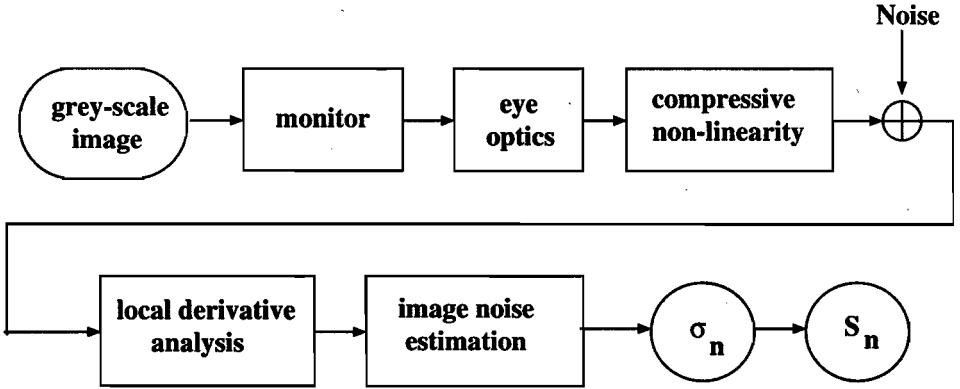 Noise
grey-scale
image
monitor
eye
optics
compressive
non-linearity
local derivative
analysis
image noise
estimation
σn
Sn